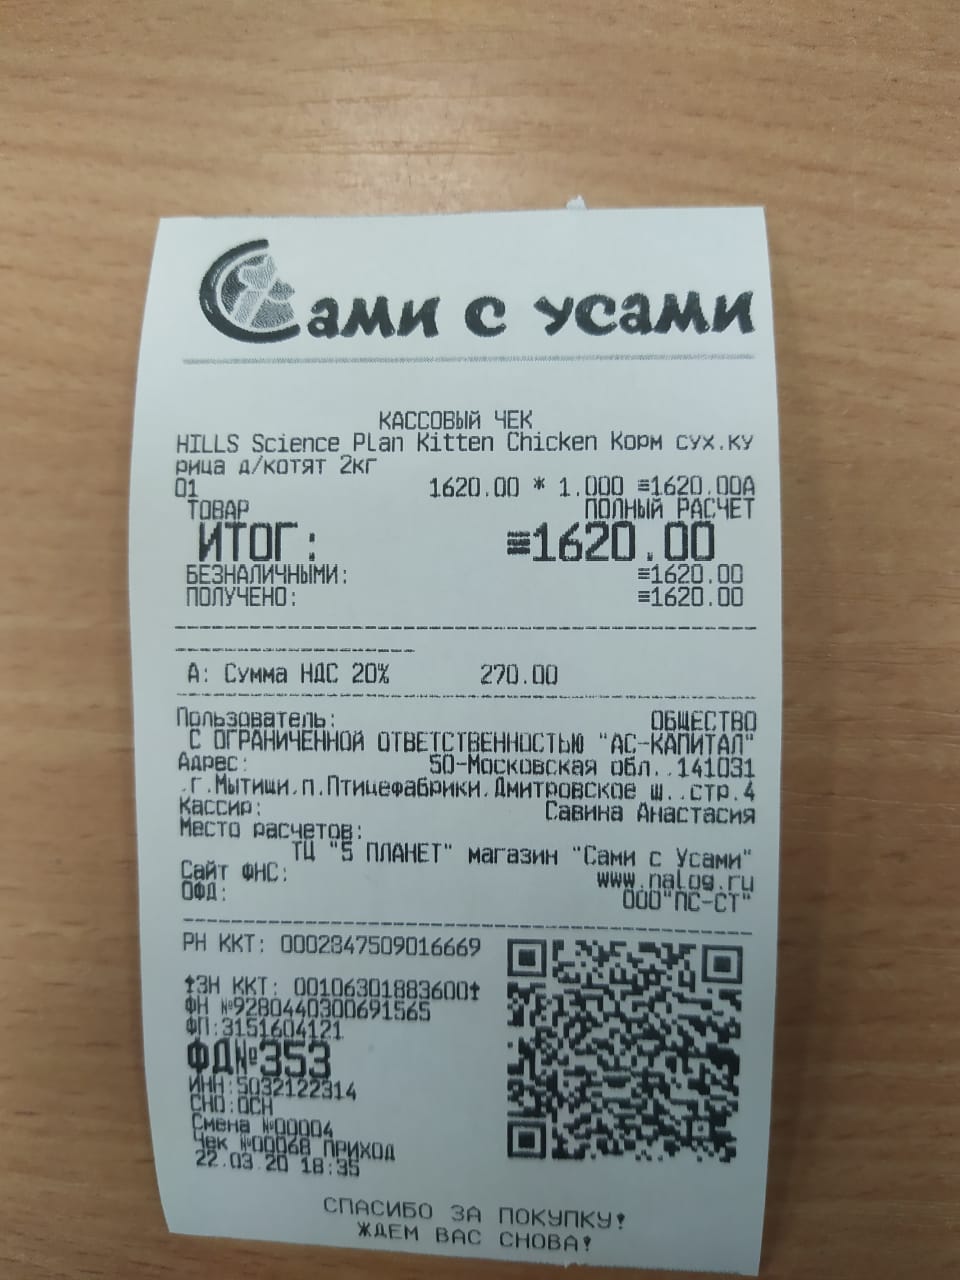 Сами с усами
КАССОВЫЙ ЧЕК
HILLS Science Plan Kitten Chicken Корм сух.ку
рица д/котят 2кг
01 1620.00 * 1.000 ≡1620.00А
ТОВАР ПОЛНЫЙ РАСЧЕТ
ИТОГ: ≡1620.00
БЕЗНАЛИЧНЫМИ: ≡1620.00
ПОЛУЧЕНО: ≡1620.00
А: Сумма НДС 20% 270.00
Пользователь: ОБЩЕСТВО
С ОГРАНИЧЕННОЙ ОТВЕТСТВЕННОСТЬЮ "АС-КАПИТАЛ"
Адрес: 50-Московская обл.,141031
,г.Мытищи,п.Птицефабрики,Дмитровское ш.,стр.4
Кассир: Савина Анастасия
Место расчетов:
ТЦ "5 ПЛАНЕТ" магазин "Сами с Усами"
Сайт ФНС: www.nalog.ru
ОФД: ООО"ПС-СТ"
РН ККТ: 0002847509016669
†ЗН ККТ: 00106301883600†
ФН №9280440300691565
ФП:3151604121
ФД№353
ИНН:5032122314
СНО:ОСН
Смена №00004
Чек №00068 ПРИХОД
22.03.20 18:35
СПАСИБО ЗА ПОКУПКУ!
ЖДЕМ ВАС СНОВА!